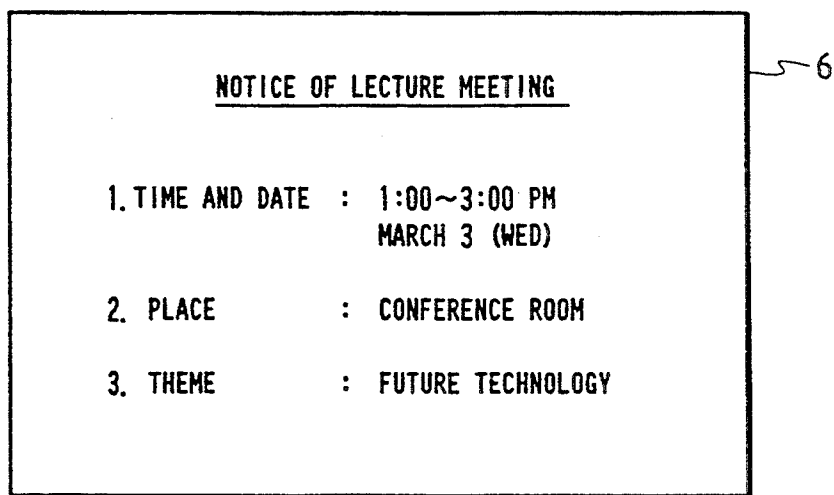 NOTICE OF LECTURE MEETING
6
1. TIME AND DATE : 1:00~3:00 PM
MARCH 3 (WED)
2. PLACE : CONFERENCE ROOM
3. THEME : FUTURE TECHNOLOGY